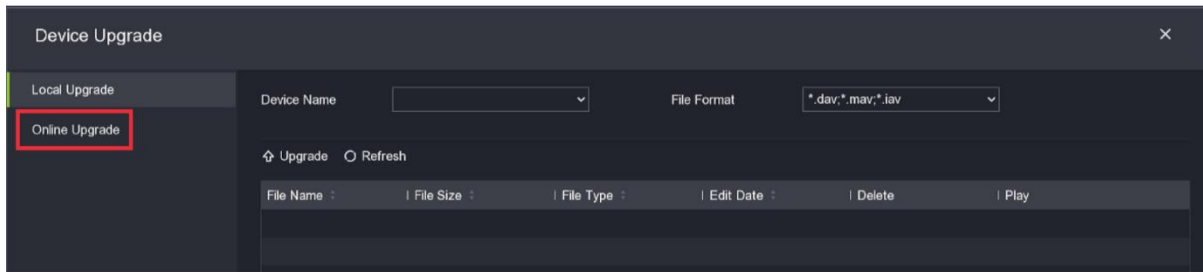 Device Upgrade
Local Upgrade
Online Upgrade
Device Name
File Format *.dav;*.mav;*.iav
Upgrade Refresh
File Name File Size File Type Edit Date Delete Play